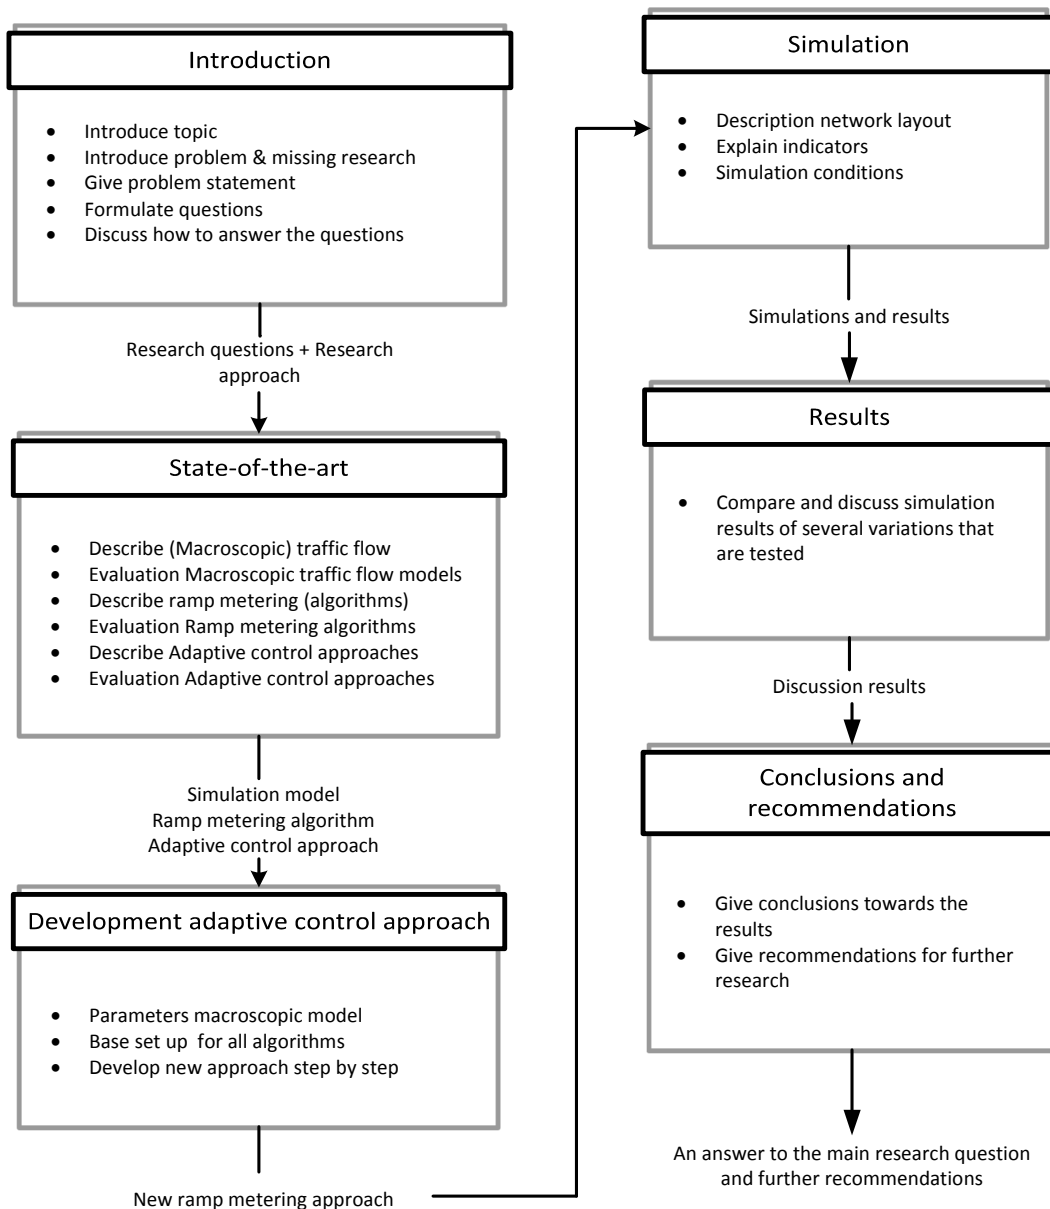 Introduction
• Introduce topic
• Introduce problem & missing research
• Give problem statement
• Formulate questions
• Discuss how to answer the questions
Research questions + Research
approach
State-of-the-art
• Describe (Macroscopic) traffic flow
• Evaluation Macroscopic traffic flow models
• Describe ramp metering (algorithms)
• Evaluation Ramp metering algorithms
• Describe Adaptive control approaches
• Evaluation Adaptive control approaches
Simulation model
Ramp metering algorithm
Adaptive control approach
Development adaptive control approach
• Parameters macroscopic model
• Base set up for all algorithms
• Develop new approach step by step
New ramp metering approach
Simulation
• Description network layout
• Explain indicators
• Simulation conditions
Simulations and results
Results
• Compare and discuss simulation
results of several variations that
are tested
Discussion results
Conclusions and
recommendations
• Give conclusions towards the
results
• Give recommendations for further
research
An answer to the main research question
and further recommendations